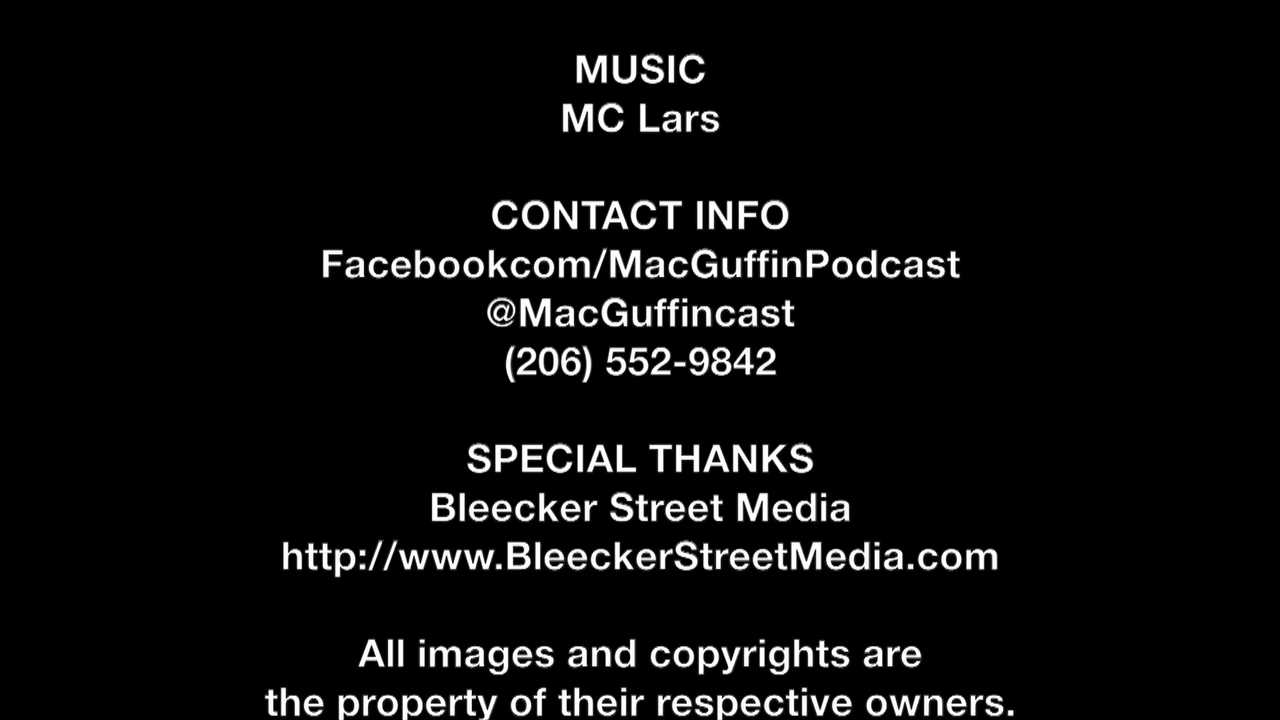 MUSIC
MC Lars
CONTACT INFO
Facebookcom/MacGuffinPodcast
@MacGuffincast
(206) 552-9842
SPECIAL THANKS
Bleecker Street Media
http://www.BleeckerStreetMedia.com
All images and copyrights are
the property of their respective owners.